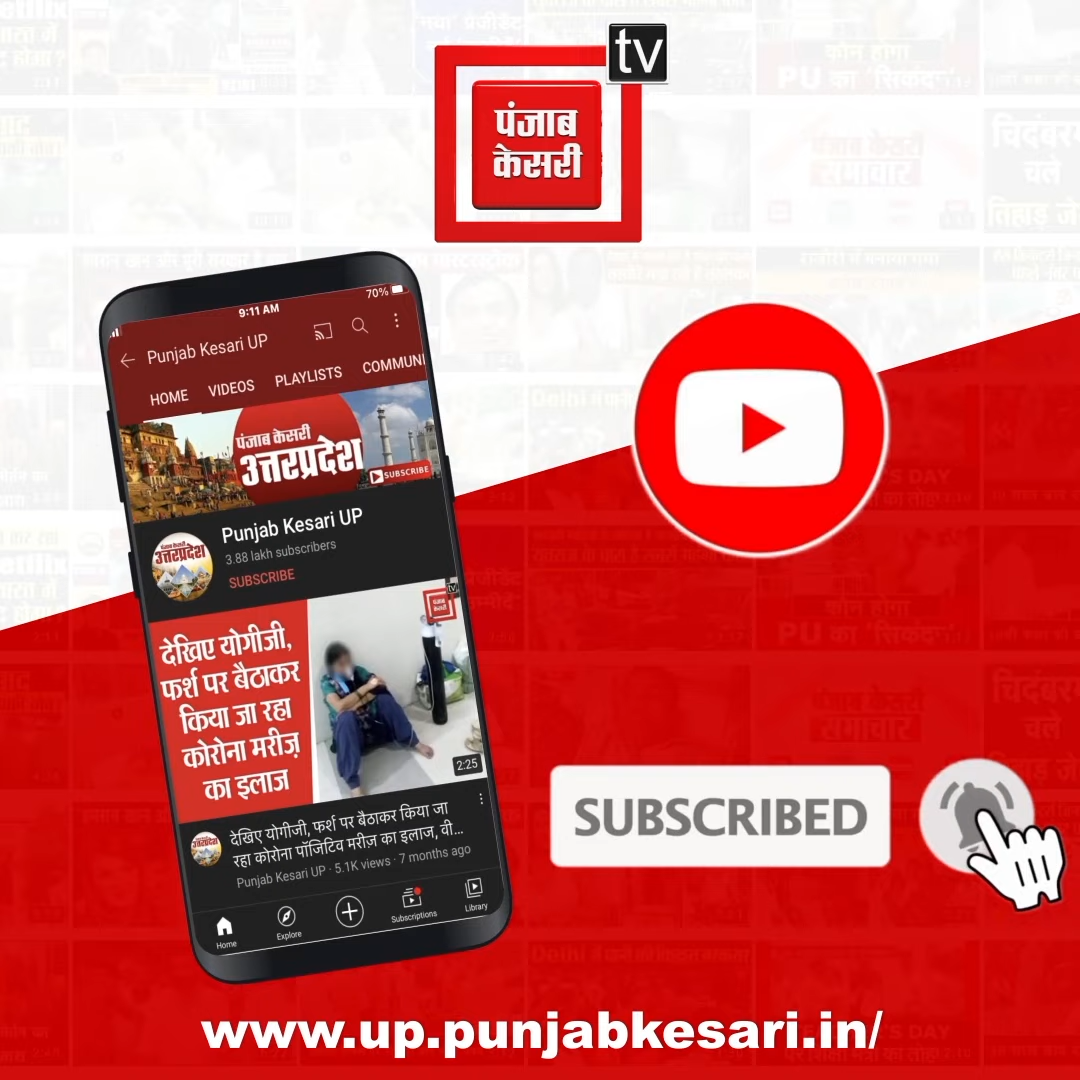 tv
पंजाब
केसरी
9:11 AM
70%
Punjab Kesari UP
HOME VIDEOS PLAYLISTS COMMUN
पंजाब केसरी
उत्तरप्रदेश
SUBSCRIBE
Punjab Kesari UP
3.88 lakh subscribers
SUBSCRIBE
देखिए योगीजी,
फर्श पर बैठाकर
किया जा रहा
कोरोना मरीज़
का इलाज
tv
2:25
देखिए योगीजी, फर्श पर बैठाकर किया जा
रहा कोरोना पॉजिटिव मरीज़ का इलाज, वी...
Punjab Kesari UP · 5.1K views · 7 months ago
Home Explore Subscriptions Library
SUBSCRIBED
www.up.punjabkesari.in/